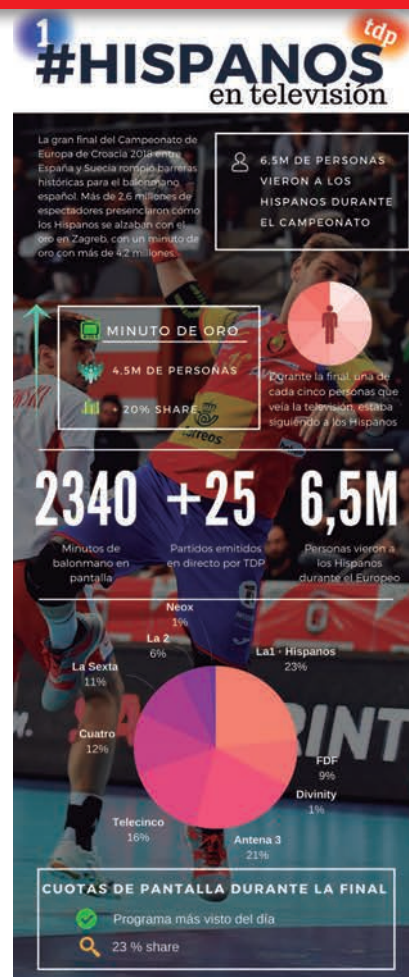 1
tdp
#HISPANOS
en televisión
La gran final del Campeonato de
Europa de Croacia 2018 entre
España y Suecia rompió barreras
históricas para el balonmano
español. Más de 2,6 millones de
espectadores presenciaron cómo
los Hispanos se alzaban con el
oro en Zagreb, con un minuto de
oro con más de 4,2 millones.
6.5M DE PERSONAS
VIERON A LOS
HISPANOS DURANTE
EL CAMPEONATO
MINUTO DE ORO
4.5M DE PERSONAS
+ 20% SHARE
Durante la final, una de
cada cinco personas que
veía la televisión, estaba
siguiendo a los Hispanos
2340
Minutos de
balonmano en
pantalla
+25
Partidos emitidos
en directo por TDP
6,5M
Personas vieron a
los Hispanos
durante el Europeo
Neox
1%
La 2
6%
La1 - Hispanos
23%
La Sexta
11%
Cuatro
12%
FDF
9%
Divinity
1%
Telecinco
16%
Antena 3
21%
CUOTAS DE PANTALLA DURANTE LA FINAL
Programa más visto del día
23 % share